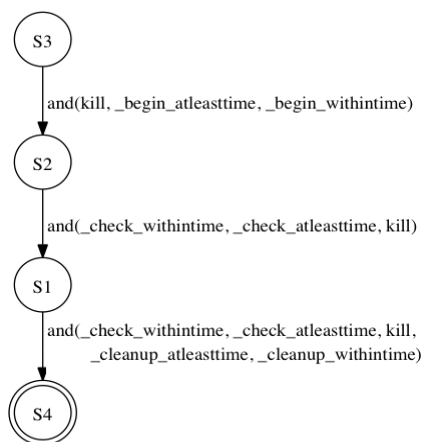 S3
and(kill, _begin_atleasttime, _begin_withintime)
S2
and(_check_withintime, _check_atleasttime, kill)
S1
and(_check_withintime, _check_atleasttime, kill,
_cleanup_atleasttime, _cleanup_withintime)
S4